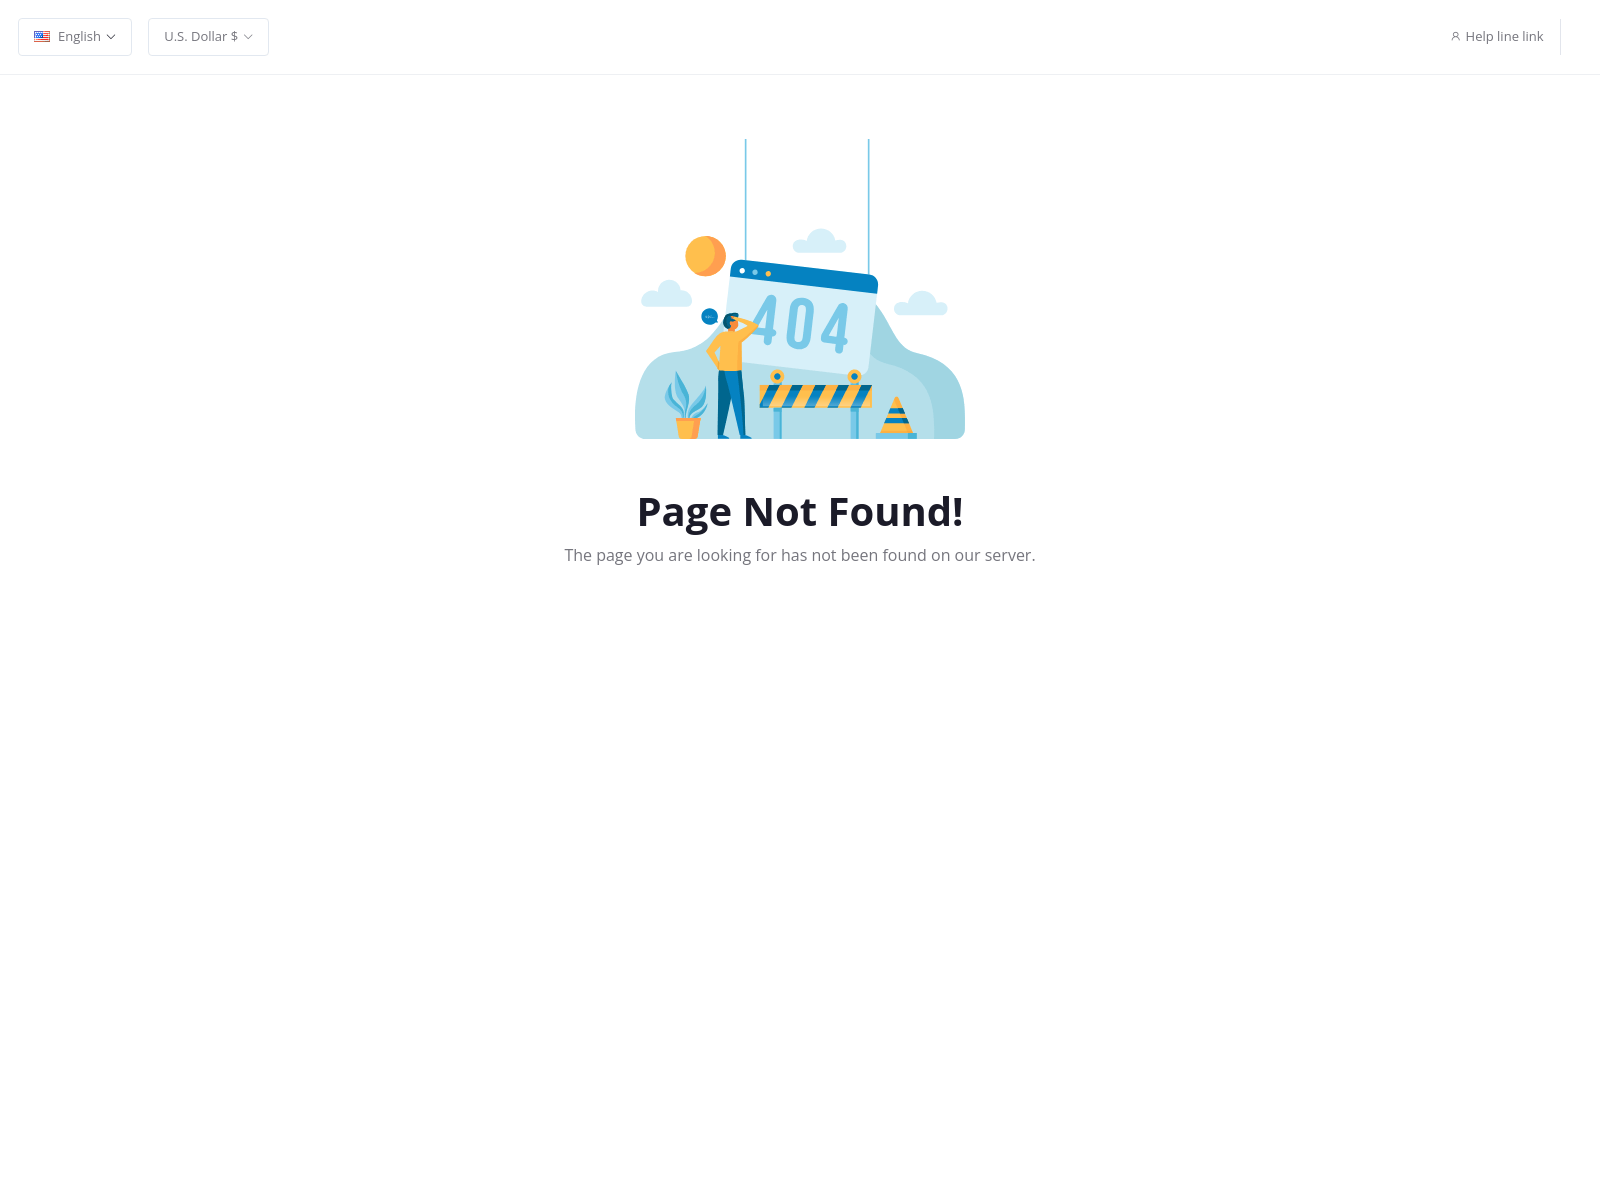 English
U.S. Dollar $
Help line link
404
Page Not Found!
The page you are looking for has not been found on our server.